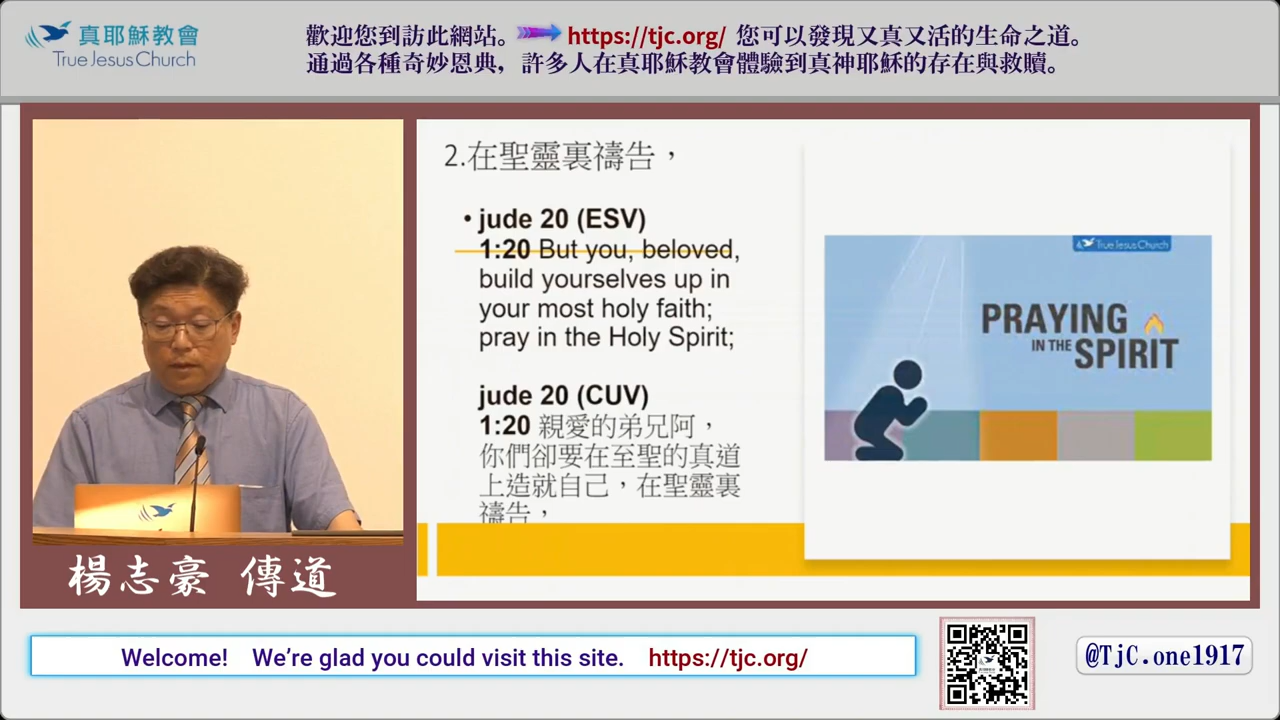 真耶穌教會
True Jesus Church
歡迎您到訪此網站。 https://tjc.org/ 您可以發現又真又活的生命之道。
通過各種奇妙恩典，許多人在真耶穌教會體驗到真神耶穌的存在與救贖。
2.在聖靈裏禱告，
• jude 20 (ESV)
1:20 But you, beloved,
build yourselves up in
your most holy faith;
pray in the Holy Spirit;
jude 20 (CUV)
1:20 親愛的弟兄阿，
你們卻要在至聖的真道
上造就自己，在聖靈裏
禱告，
True Jesus Church
PRAYING
IN THE SPIRIT
楊志豪 傳道
Welcome! We’re glad you could visit this site. https://tjc.org/
@TjC.one1917